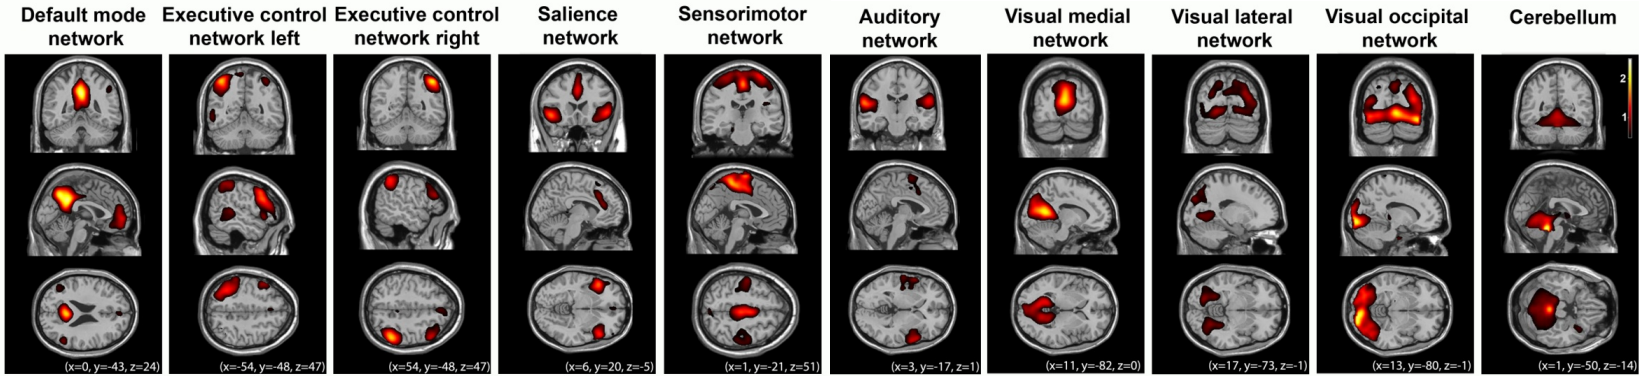 Default mode
network
Executive control
network left
Executive control
network right
Salience
network
Sensorimotor
network
Auditory
network
Visual medial
network
Visual lateral
network
Visual occipital
network
Cerebellum
2
1
(x=0, y=-43, z=24)
(x=-54, y=-48, z=47)
(x=54, y=-48, z=47)
(x=6, y=20, z=-5)
(x=1, y=-21, z=51)
(x=3, y=-17, z=1)
(x=11, y=-82, z=0)
(x=17, y=-73, z=-1)
(x=13, y=-80, z=-1)
(x=1, y=-50, z=-14)